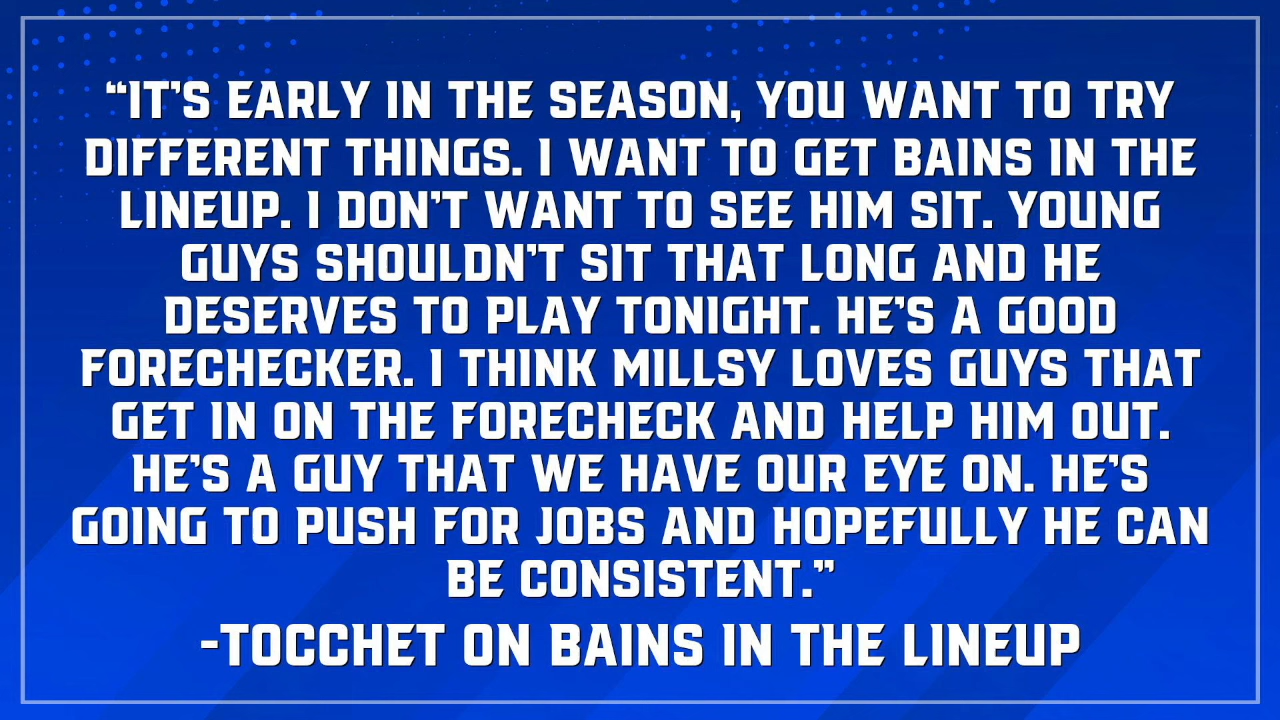 “IT’S EARLY IN THE SEASON, YOU WANT TO TRY
DIFFERENT THINGS. I WANT TO GET BAINS IN THE
LINEUP. I DON’T WANT TO SEE HIM SIT. YOUNG
GUYS SHOULDN’T SIT THAT LONG AND HE
DESERVES TO PLAY TONIGHT. HE’S A GOOD
FORECHECKER. I THINK MILLSY LOVES GUYS THAT
GET IN ON THE FORECHECK AND HELP HIM OUT.
HE’S A GUY THAT WE HAVE OUR EYE ON. HE’S
GOING TO PUSH FOR JOBS AND HOPEFULLY HE CAN
BE CONSISTENT.”
-TOCCHET ON BAINS IN THE LINEUP